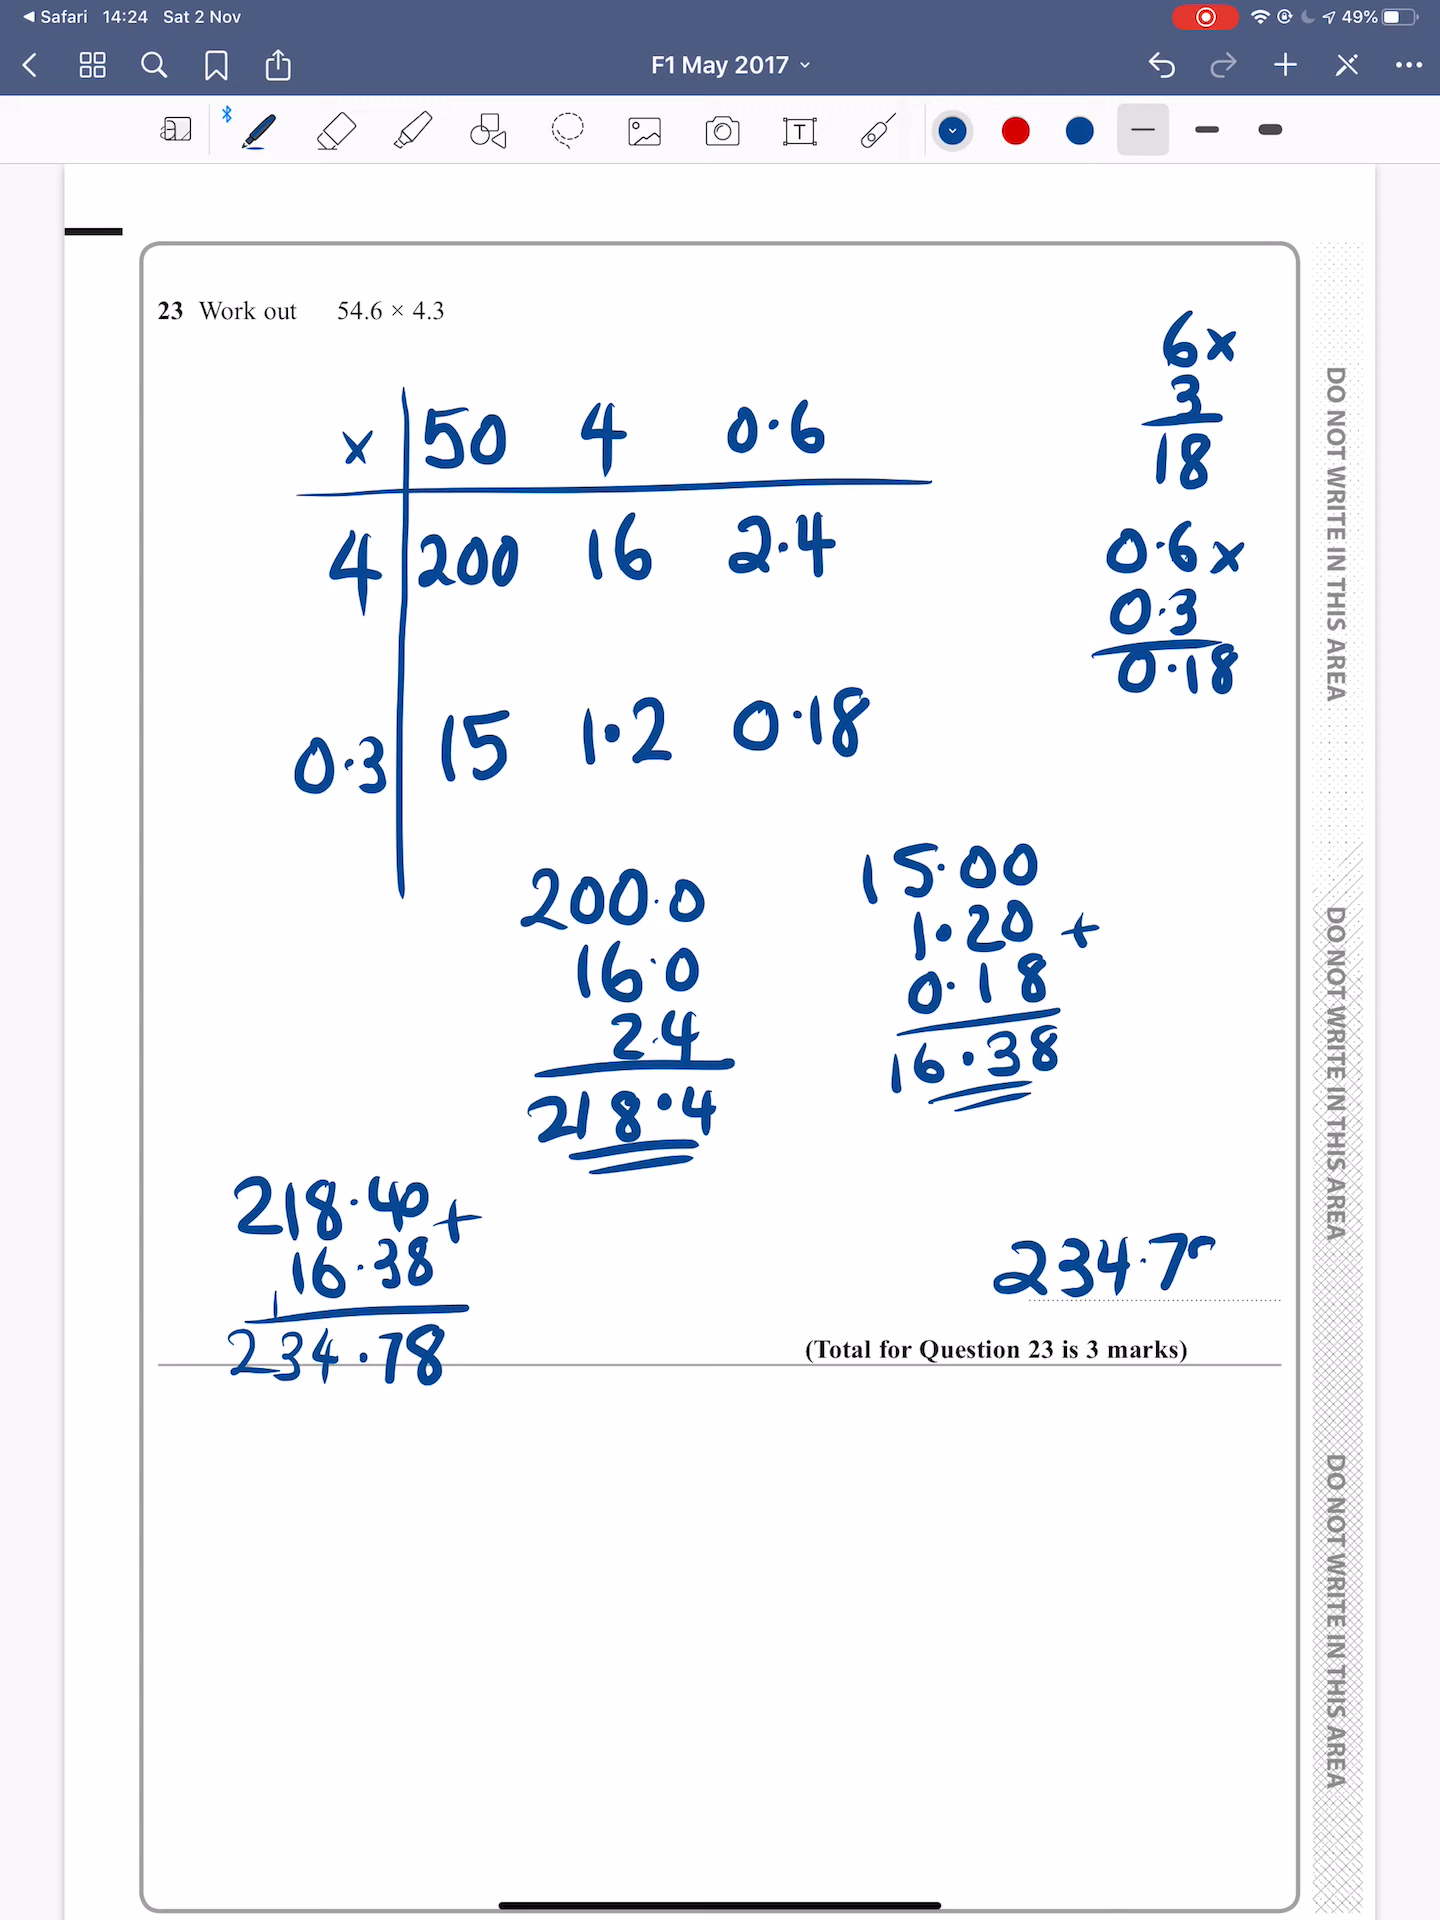 Safari 14:24 Sat 2 Nov 49%
F1 May 2017
T
23 Work out 54.6 × 4.3
× 50 4 0·6
4 200 16 2·4
0·3 15 1·2 0·18
6 ×
3
18
0·6 ×
0·3
0·18
200·0
16·0
2·4
218·4
15·00
1·20 +
0·18
16·38
218·40 +
16·38
1
234·78
234·7
(Total for Question 23 is 3 marks)
DO NOT WRITE IN THIS AREA
DO NOT WRITE IN THIS AREA
DO NOT WRITE IN THIS AREA